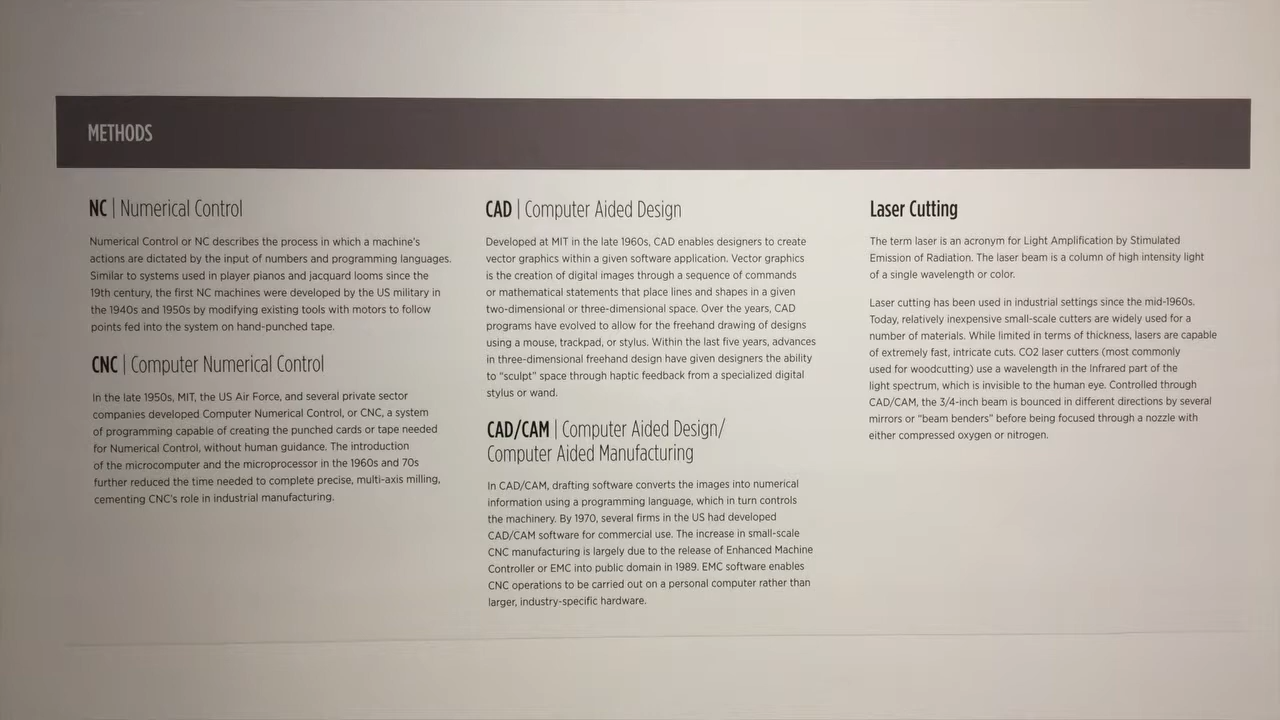 METHODS
NC | Numerical Control
Numerical Control or NC describes the process in which a machine's
actions are dictated by the input of numbers and programming languages.
Similar to systems used in player pianos and jacquard looms since the
19th century, the first NC machines were developed by the US military in
the 1940s and 1950s by modifying existing tools with motors to follow
points fed into the system on hand-punched tape.
CNC | Computer Numerical Control
In the late 1950s, MIT, the US Air Force, and several private sector
companies developed Computer Numerical Control, or CNC, a system
of programming capable of creating the punched cards or tape needed
for Numerical Control, without human guidance. The introduction
of the microcomputer and the microprocessor in the 1960s and 70s
further reduced the time needed to complete precise, multi-axis milling,
cementing CNC's role in industrial manufacturing.
CAD | Computer Aided Design
Developed at MIT in the late 1960s, CAD enables designers to create
vector graphics within a given software application. Vector graphics
is the creation of digital images through a sequence of commands
or mathematical statements that place lines and shapes in a given
two-dimensional or three-dimensional space. Over the years, CAD
programs have evolved to allow for the freehand drawing of designs
using a mouse, trackpad, or stylus. Within the last five years, advances
in three-dimensional freehand design have given designers the ability
to “sculpt” space through haptic feedback from a specialized digital
stylus or wand.
CAD/CAM | Computer Aided Design/
Computer Aided Manufacturing
In CAD/CAM, drafting software converts the images into numerical
information using a programming language, which in turn controls
the machinery. By 1970, several firms in the US had developed
CAD/CAM software for commercial use. The increase in small-scale
CNC manufacturing is largely due to the release of Enhanced Machine
Controller or EMC into public domain in 1989. EMC software enables
CNC operations to be carried out on a personal computer rather than
larger, industry-specific hardware.
Laser Cutting
The term laser is an acronym for Light Amplification by Stimulated
Emission of Radiation. The laser beam is a column of high intensity light
of a single wavelength or color.
Laser cutting has been used in industrial settings since the mid-1960s.
Today, relatively inexpensive small-scale cutters are widely used for a
number of materials. While limited in terms of thickness, lasers are capable
of extremely fast, intricate cuts. CO2 laser cutters (most commonly
used for woodcutting) use a wavelength in the Infrared part of the
light spectrum, which is invisible to the human eye. Controlled through
CAD/CAM, the 3/4-inch beam is bounced in different directions by several
mirrors or “beam benders” before being focused through a nozzle with
either compressed oxygen or nitrogen.